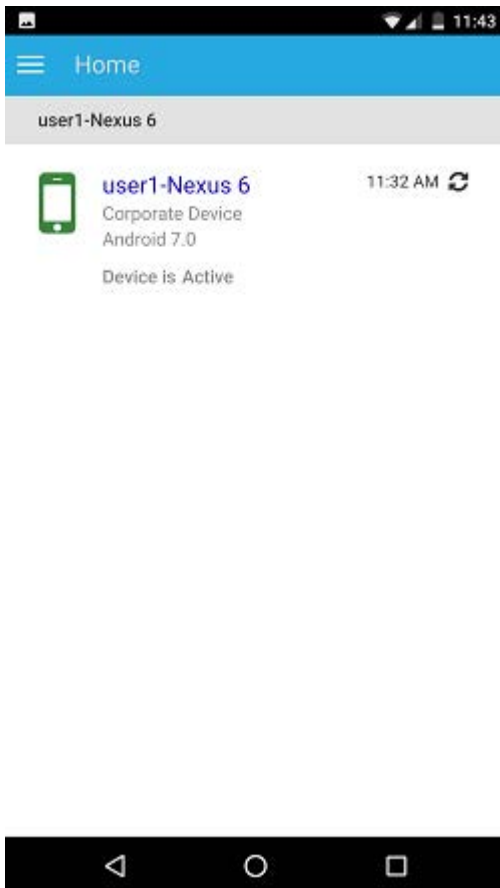 11:43
Home
user1-Nexus 6
user1-Nexus 6
11:32 AM
Corporate Device
Android 7.0
Device is Active